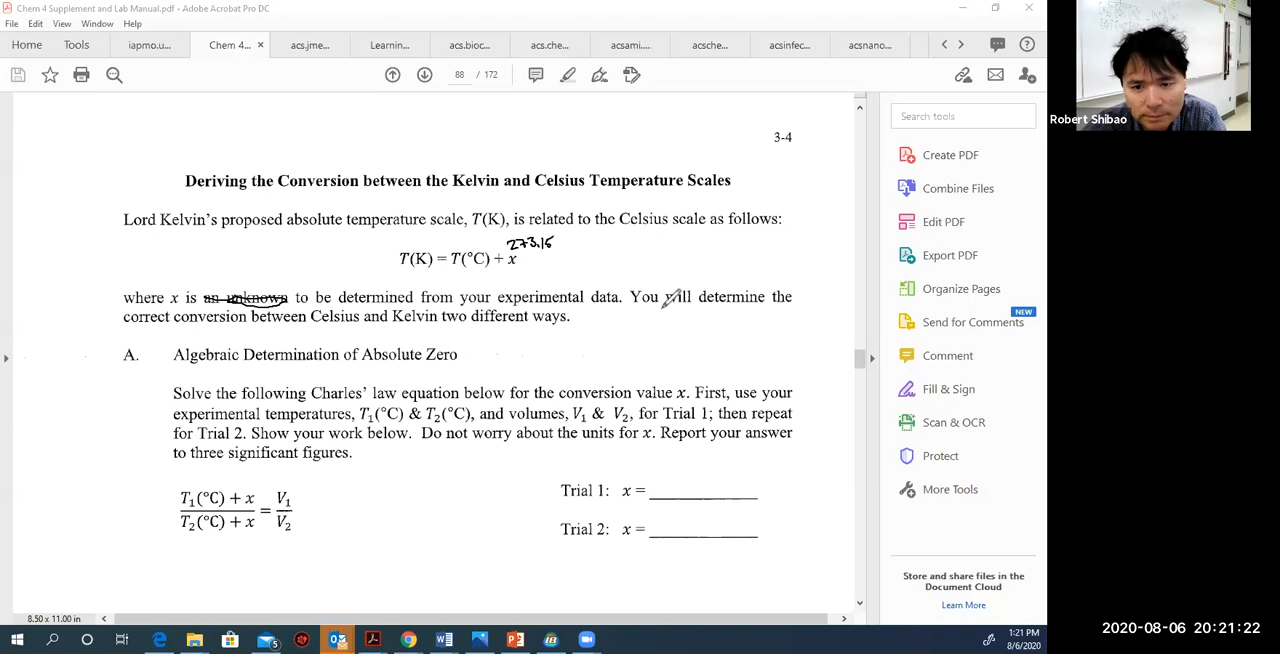 Chem 4 Supplement and Lab Manual.pdf - Adobe Acrobat Pro DC
File Edit View Window Help
Home Tools iapmo.u... Chem 4... × acs.jme... Learnin... acs.bioc... acs.che... acsami.... acsche... acsinfec... acsnano...
88 / 172
Search tools
Robert Shibao
3-4
Deriving the Conversion between the Kelvin and Celsius Temperature Scales
Lord Kelvin's proposed absolute temperature scale, T(K), is related to the Celsius scale as follows:
273.15
T(K) = T(°C) + x
where x is an unknown to be determined from your experimental data. You will determine the
correct conversion between Celsius and Kelvin two different ways.
A. Algebraic Determination of Absolute Zero
Solve the following Charles' law equation below for the conversion value x. First, use your
experimental temperatures, T₁(°C) & T₂(°C), and volumes, V₁ & V₂, for Trial 1; then repeat
for Trial 2. Show your work below. Do not worry about the units for x. Report your answer
to three significant figures.
T₁(°C) + x V₁
=
T₂(°C) + x V₂
Trial 1: x =
Trial 2: x =
8.50 x 11.00 in
Create PDF
Combine Files
Edit PDF
Export PDF
Organize Pages
NEW
Send for Comments
Comment
Fill & Sign
Scan & OCR
Protect
More Tools
Store and share files in the
Document Cloud
Learn More
5
1:21 PM
8/6/2020
2020-08-06 20:21:22